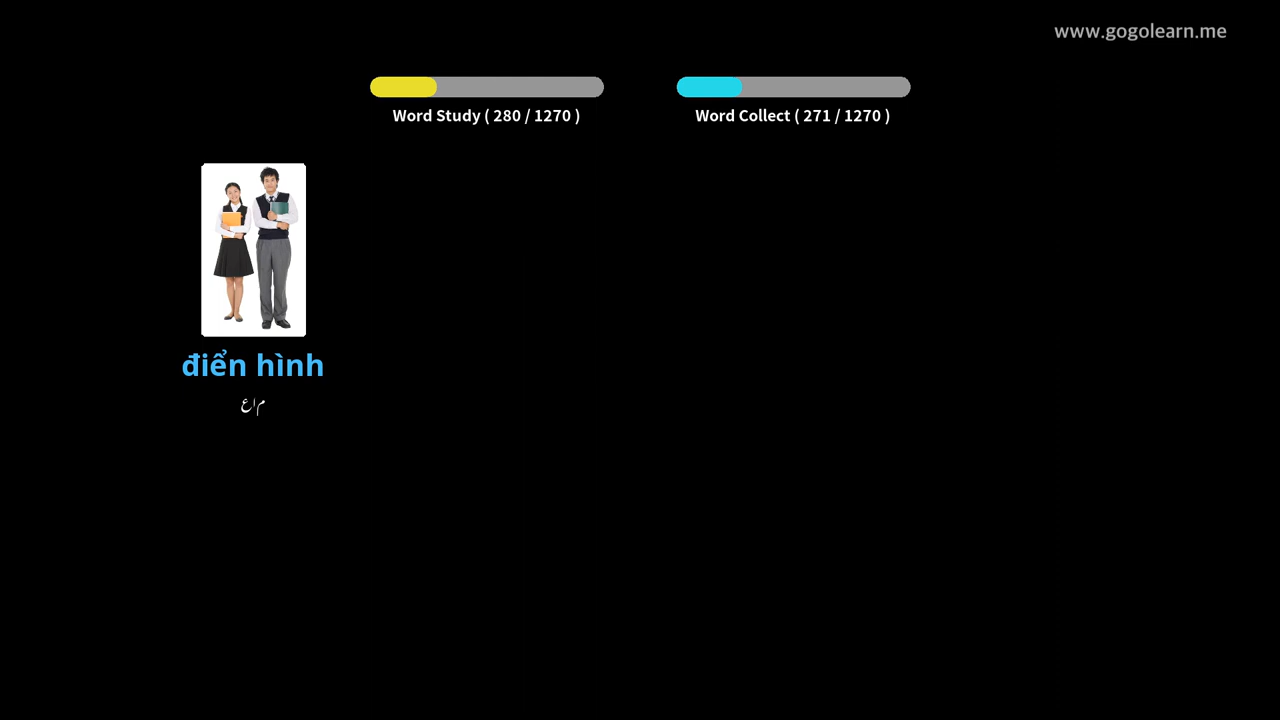 www.gogolearn.me
Word Study ( 280 / 1270 )
Word Collect ( 271 / 1270 )
điển hình
عام